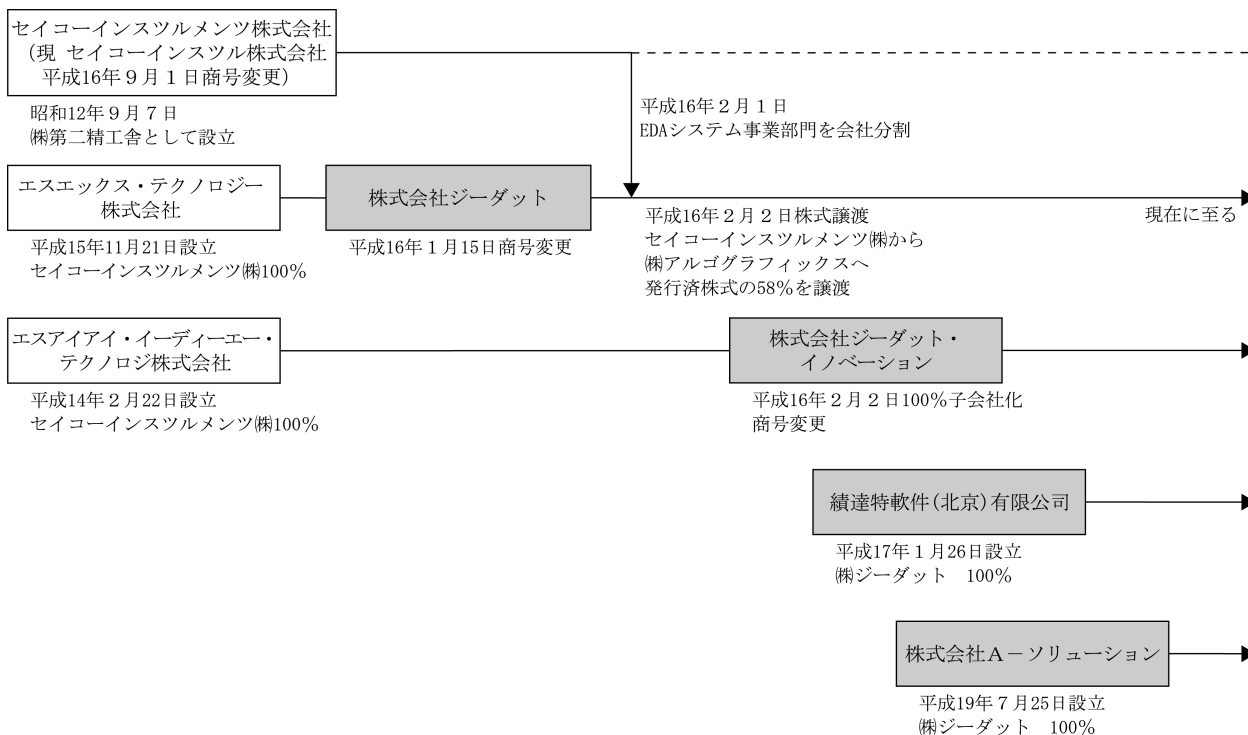 セイコーインスツルメンツ株式会社
(現 セイコーインスツル株式会社
平成16年９月１日商号変更)
昭和12年９月７日
㈱第二精工舎として設立
平成16年２月１日
EDAシステム事業部門を会社分割
エスエックス・テクノロジー
株式会社
平成15年11月21日設立
セイコーインスツルメンツ㈱100％
株式会社ジーダット
平成16年１月15日商号変更
平成16年２月２日株式譲渡
セイコーインスツルメンツ㈱から
㈱アルゴグラフィックスへ
発行済株式の58％を譲渡
現在に至る
エスアイアイ・イーディーエー・
テクノロジ株式会社
平成14年２月22日設立
セイコーインスツルメンツ㈱100％
株式会社ジーダット・
イノベーション
平成16年２月２日100％子会社化
商号変更
績達特軟件(北京)有限公司
平成17年１月26日設立
㈱ジーダット　100％
株式会社Ａ－ソリューション
平成19年７月25日設立
㈱ジーダット　100％